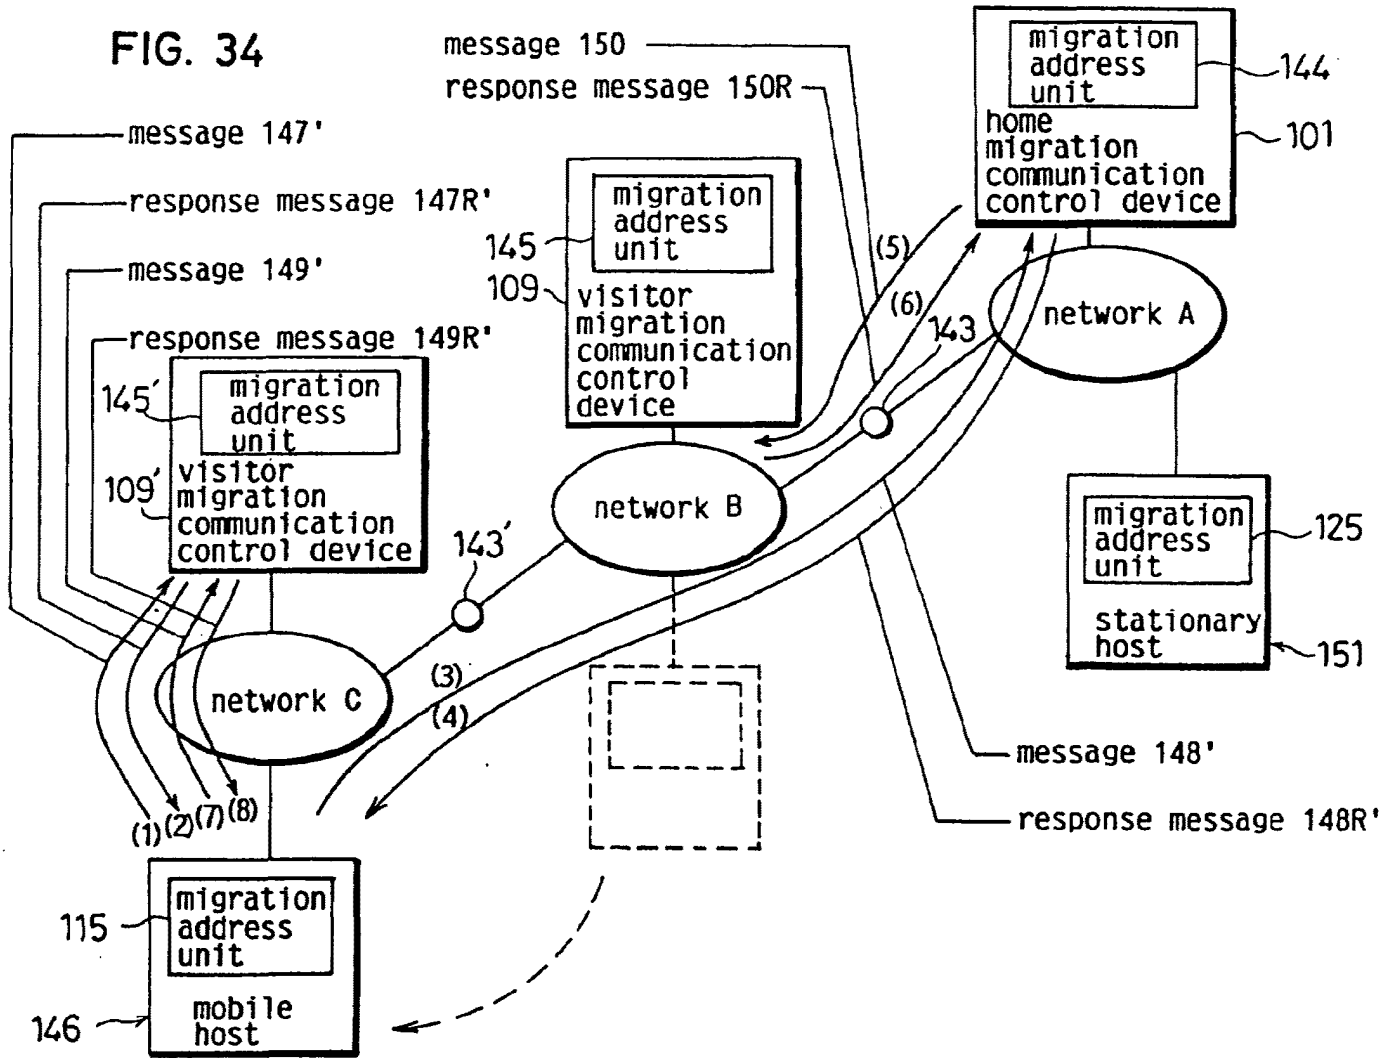 FIG. 34
message 150
response message 150R
migration
address
unit
144
home
migration
communication
control device
101
message 147'
response message 147R'
message 149'
response message 149R'
migration
address
unit
145
109
visitor
migration
communication
control
device
(5)
(6)
143
network A
145'
migration
address
unit
109'
visitor
migration
communication
control device
network B
143'
migration
address
unit
125
stationary
host
151
network C
(3)
(4)
(1)
(2)
(7)
(8)
message 148'
response message 148R'
115
migration
address
unit
mobile
host
146